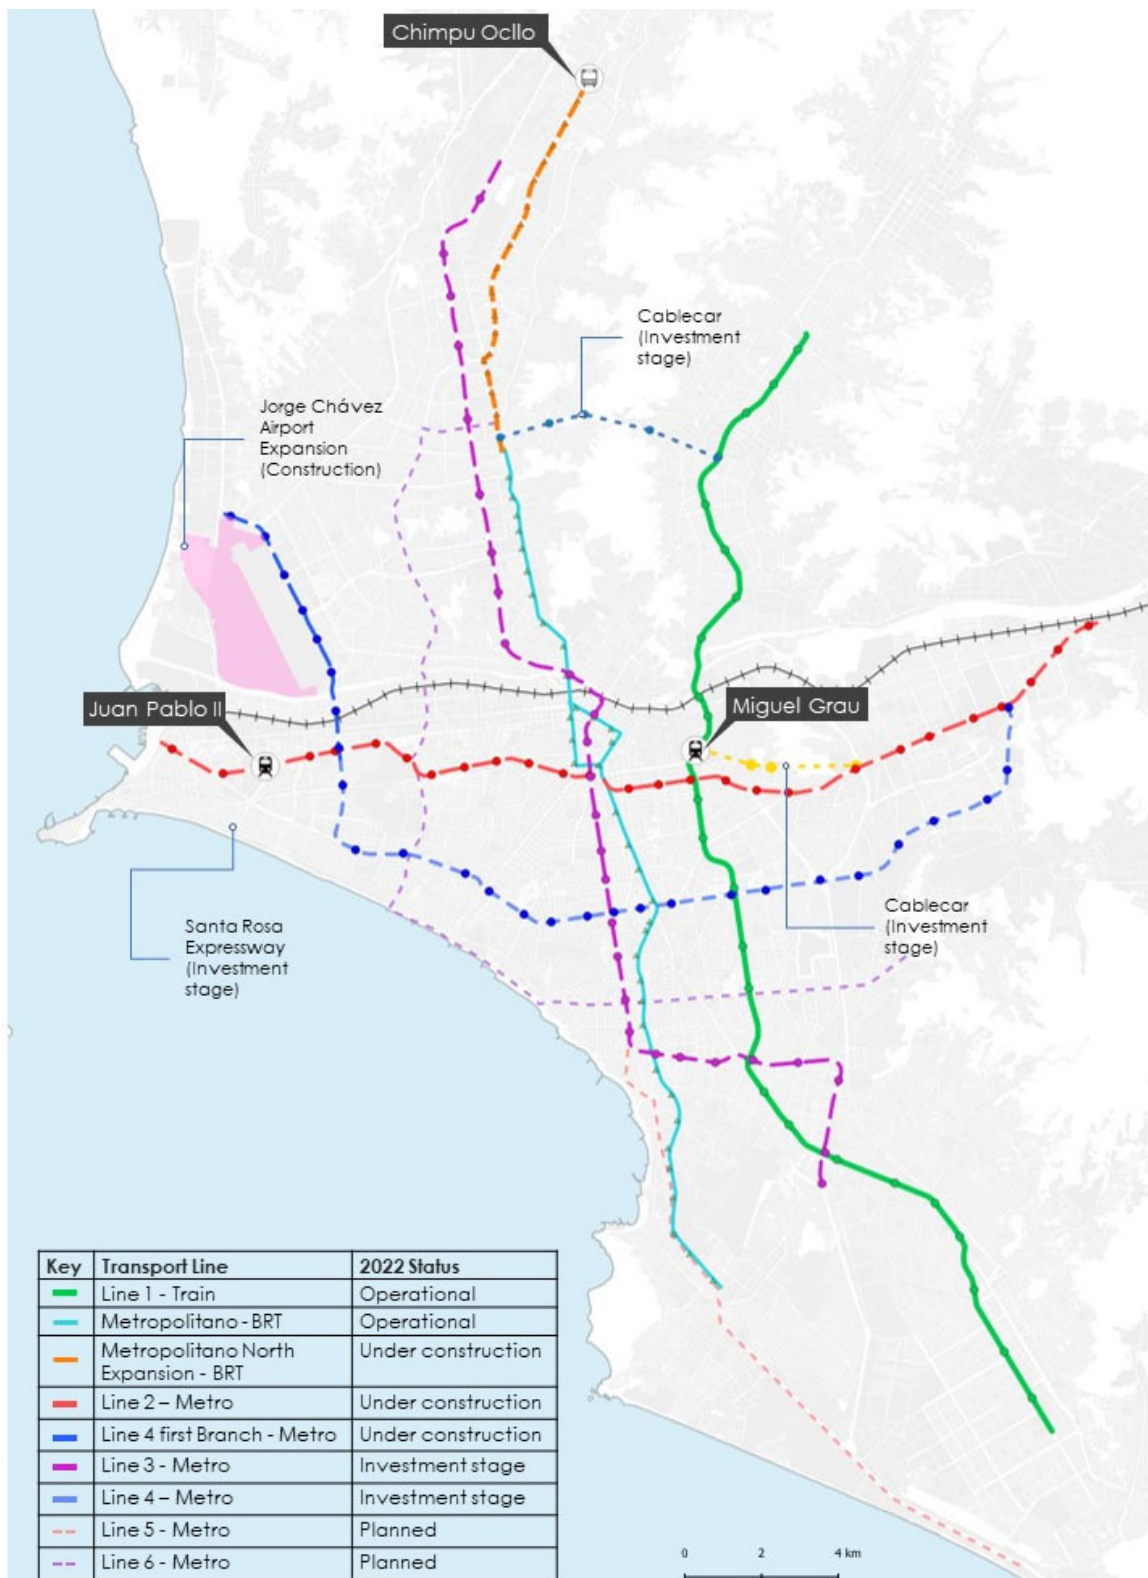 Chimpu Ocllo
Cablecar
(Investment
stage)
Jorge Chávez
Airport
Expansion
(Construction)
Juan Pablo II
Miguel Grau
Santa Rosa
Expressway
(Investment
stage)
Cablecar
(Investment
stage)
Key Transport Line 2022 Status
Line 1 - Train Operational
Metropolitano - BRT Operational
Metropolitano North Under construction
Expansion - BRT
Line 2 – Metro Under construction
Line 4 first Branch - Metro Under construction
Line 3 - Metro Investment stage
Line 4 – Metro Investment stage
Line 5 - Metro Planned
Line 6 - Metro Planned
0 2 4 km